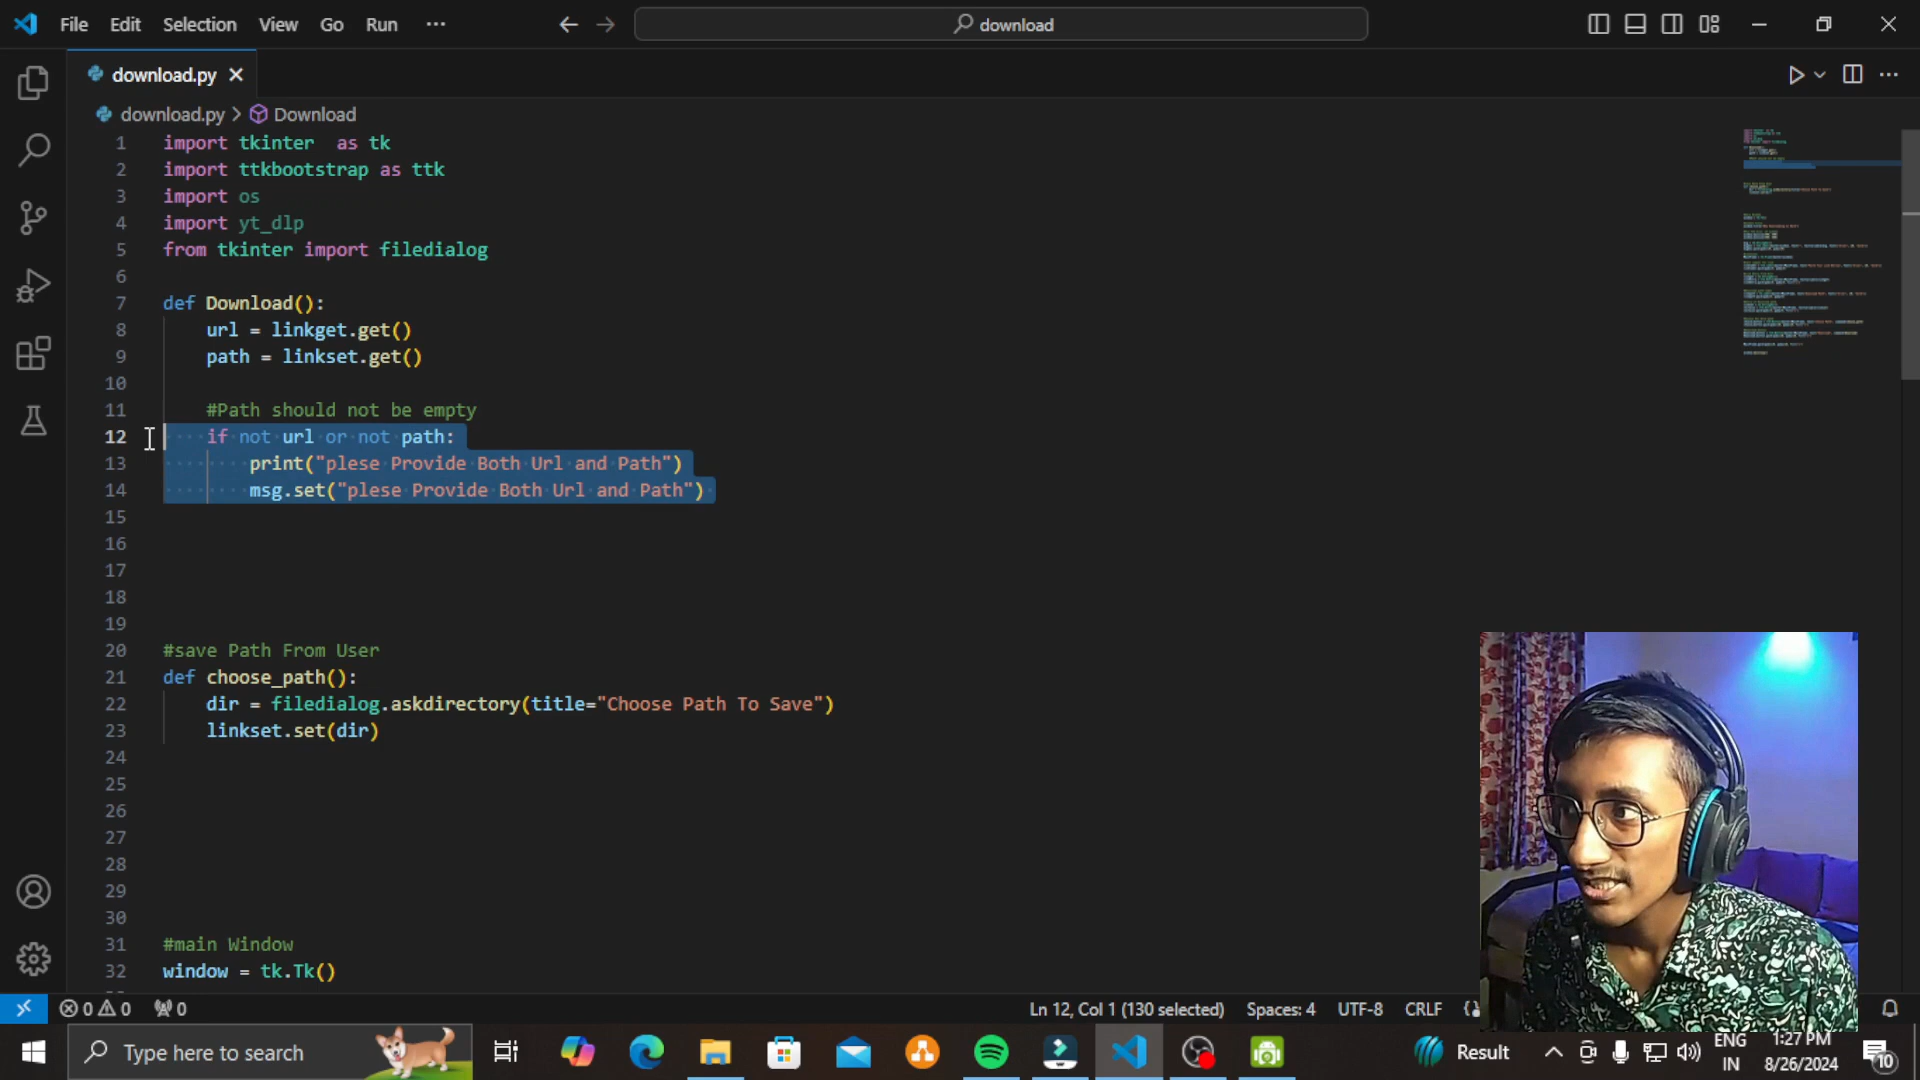 File Edit Selection View Go Run ... download
download.py
download.py > Download
1 import tkinter as tk
2 import ttkbootstrap as ttk
3 import os
4 import yt_dlp
5 from tkinter import filedialog
6
7 def Download():
8 url = linkget.get()
9 path = linkset.get()
10
11 #Path should not be empty
12 if not url or not path:
13 print("plese Provide Both Url and Path")
14 msg.set("plese Provide Both Url and Path")
15
16
17
18
19
20 #save Path From User
21 def choose_path():
22 dir = filedialog.askdirectory(title="Choose Path To Save")
23 linkset.set(dir)
24
25
26
27
28
29
30
31 #main Window
32 window = tk.Tk()
0 0 0 Ln 12, Col 1 (130 selected) Spaces: 4 UTF-8 CRLF {
Type here to search Result ENG IN 1:27 PM 8/26/2024 10